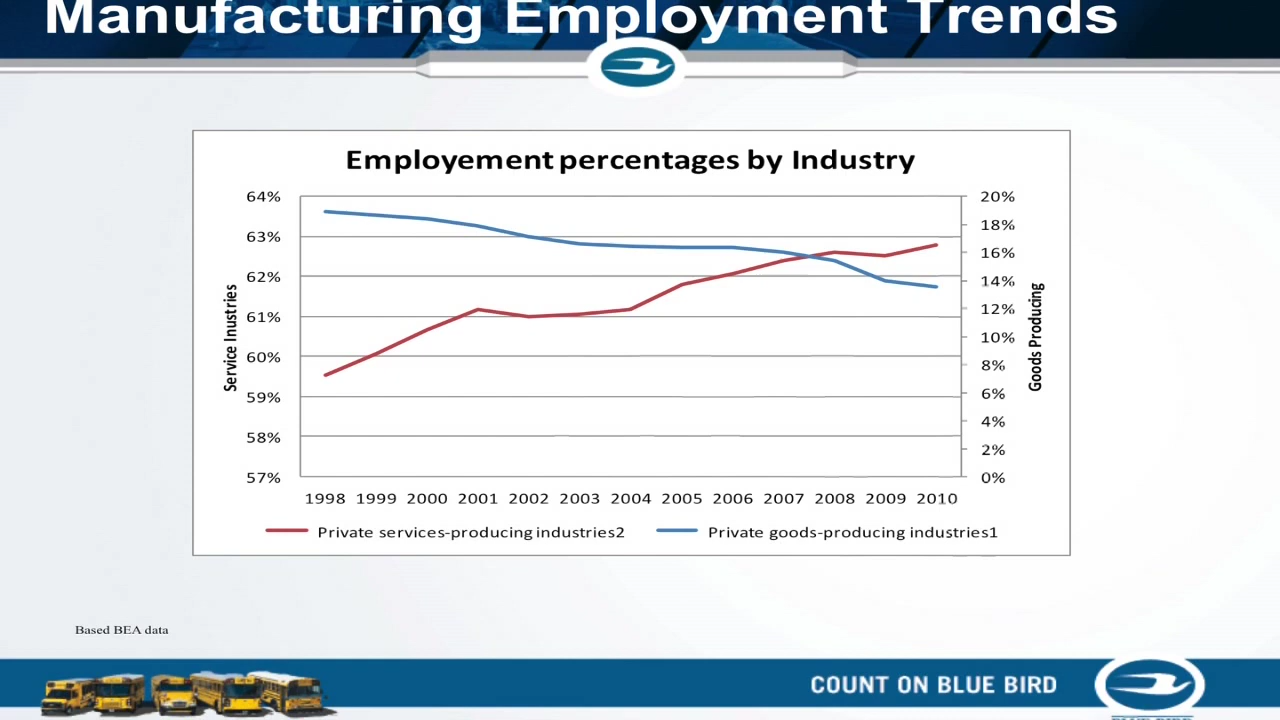 Manufacturing Employment Trends
Employement percentages by Industry
64%
63%
62%
61%
60%
59%
58%
57%
Service Inustries
20%
18%
16%
14%
12%
10%
8%
6%
4%
2%
0%
Goods Producing
1998 1999 2000 2001 2002 2003 2004 2005 2006 2007 2008 2009 2010
Private services-producing industries2 Private goods-producing industries1
Based BEA data
COUNT ON BLUE BIRD
BLUE BIRD